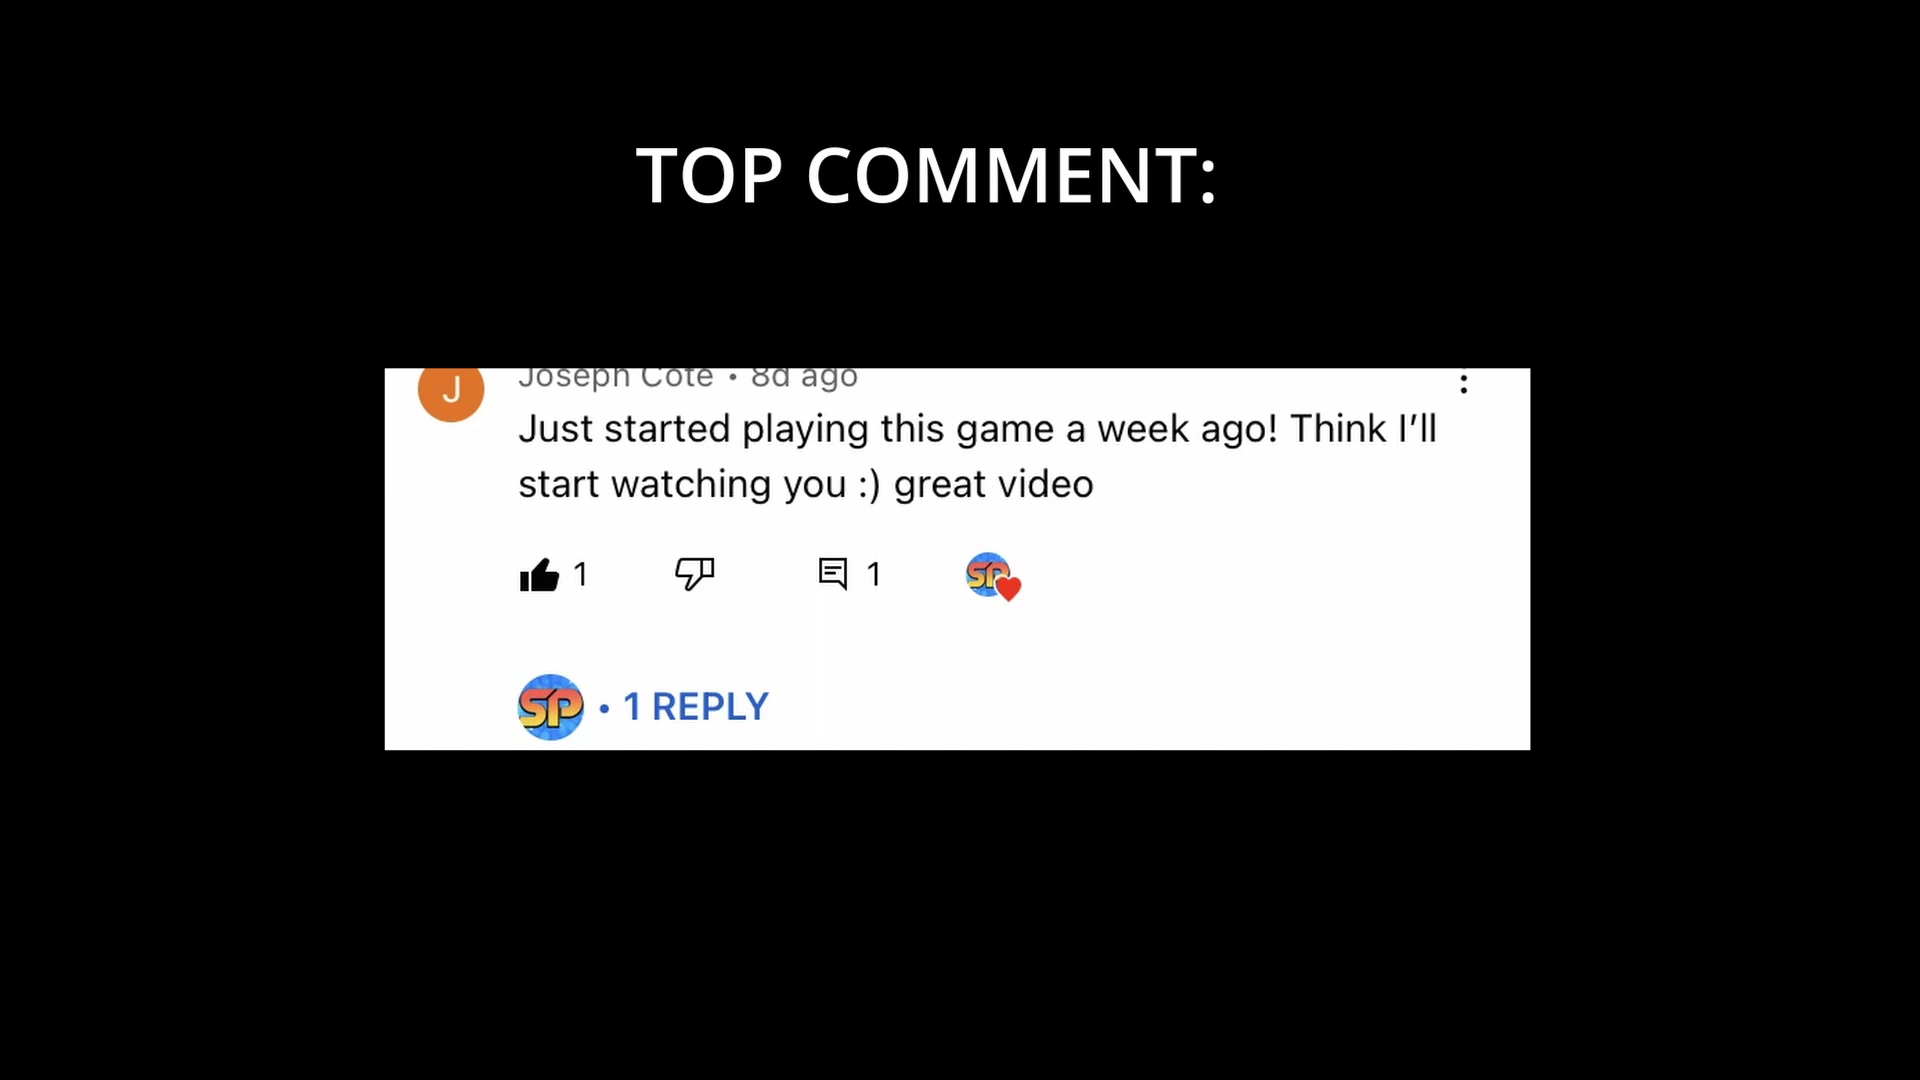 TOP COMMENT:
J
Joseph Cote • 8d ago
Just started playing this game a week ago! Think I’ll
start watching you :) great video
1
1
SP
SP • 1 REPLY